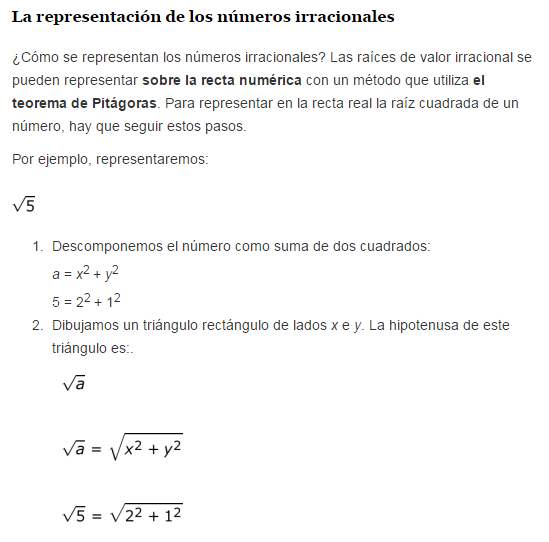 La representación de los números irracionales
¿Cómo se representan los números irracionales? Las raíces de valor irracional se
pueden representar sobre la recta numérica con un método que utiliza el
teorema de Pitágoras. Para representar en la recta real la raíz cuadrada de un
número, hay que seguir estos pasos.
Por ejemplo, representaremos:
√5
1. Descomponemos el número como suma de dos cuadrados:
a = x² + y²
5 = 2² + 1²
2. Dibujamos un triángulo rectángulo de lados x e y. La hipotenusa de este
triángulo es:.
√a
√a = √(x² + y²)
√5 = √(2² + 1²)